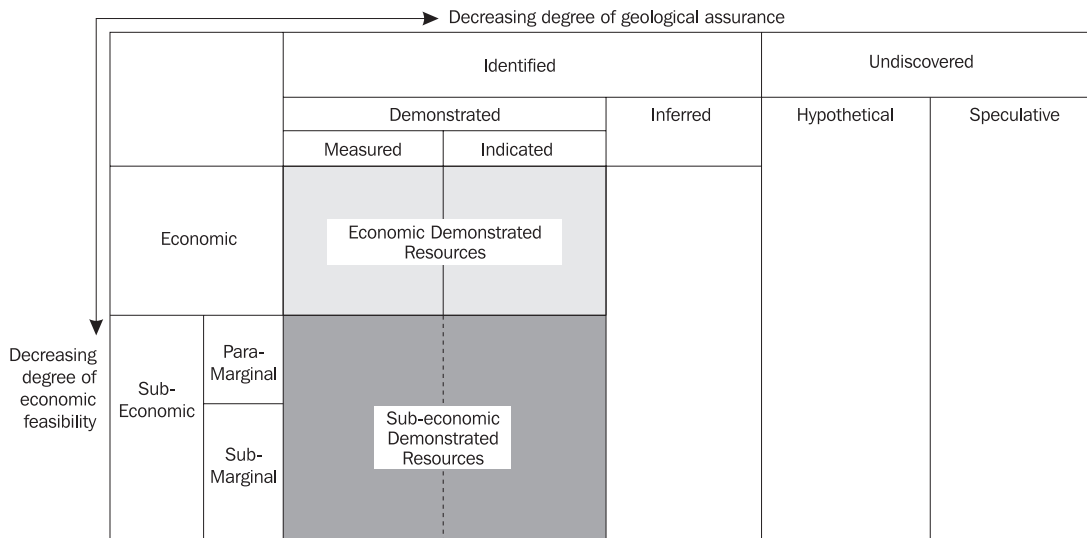 Decreasing degree of geological assurance
Identified
Undiscovered
Demonstrated
Inferred
Hypothetical
Speculative
Measured
Indicated
Economic
Economic Demonstrated
Resources
Decreasing
degree of
economic
feasibility
Sub-
Economic
Para-
Marginal
Sub-
Marginal
Sub-economic
Demonstrated
Resources